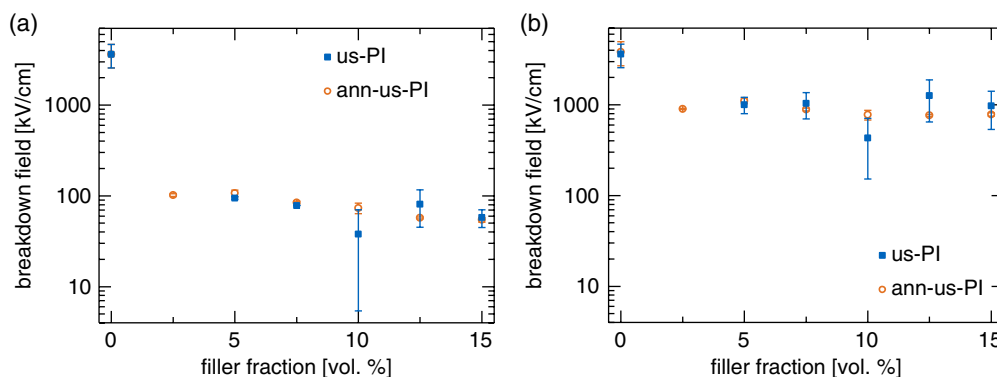 (a)
breakdown field [kV/cm]
1000
100
10
us-PI
ann-us-PI
0
5
10
15
filler fraction [vol. %]
(b)
breakdown field [kV/cm]
1000
100
10
us-PI
ann-us-PI
0
5
10
15
filler fraction [vol. %]